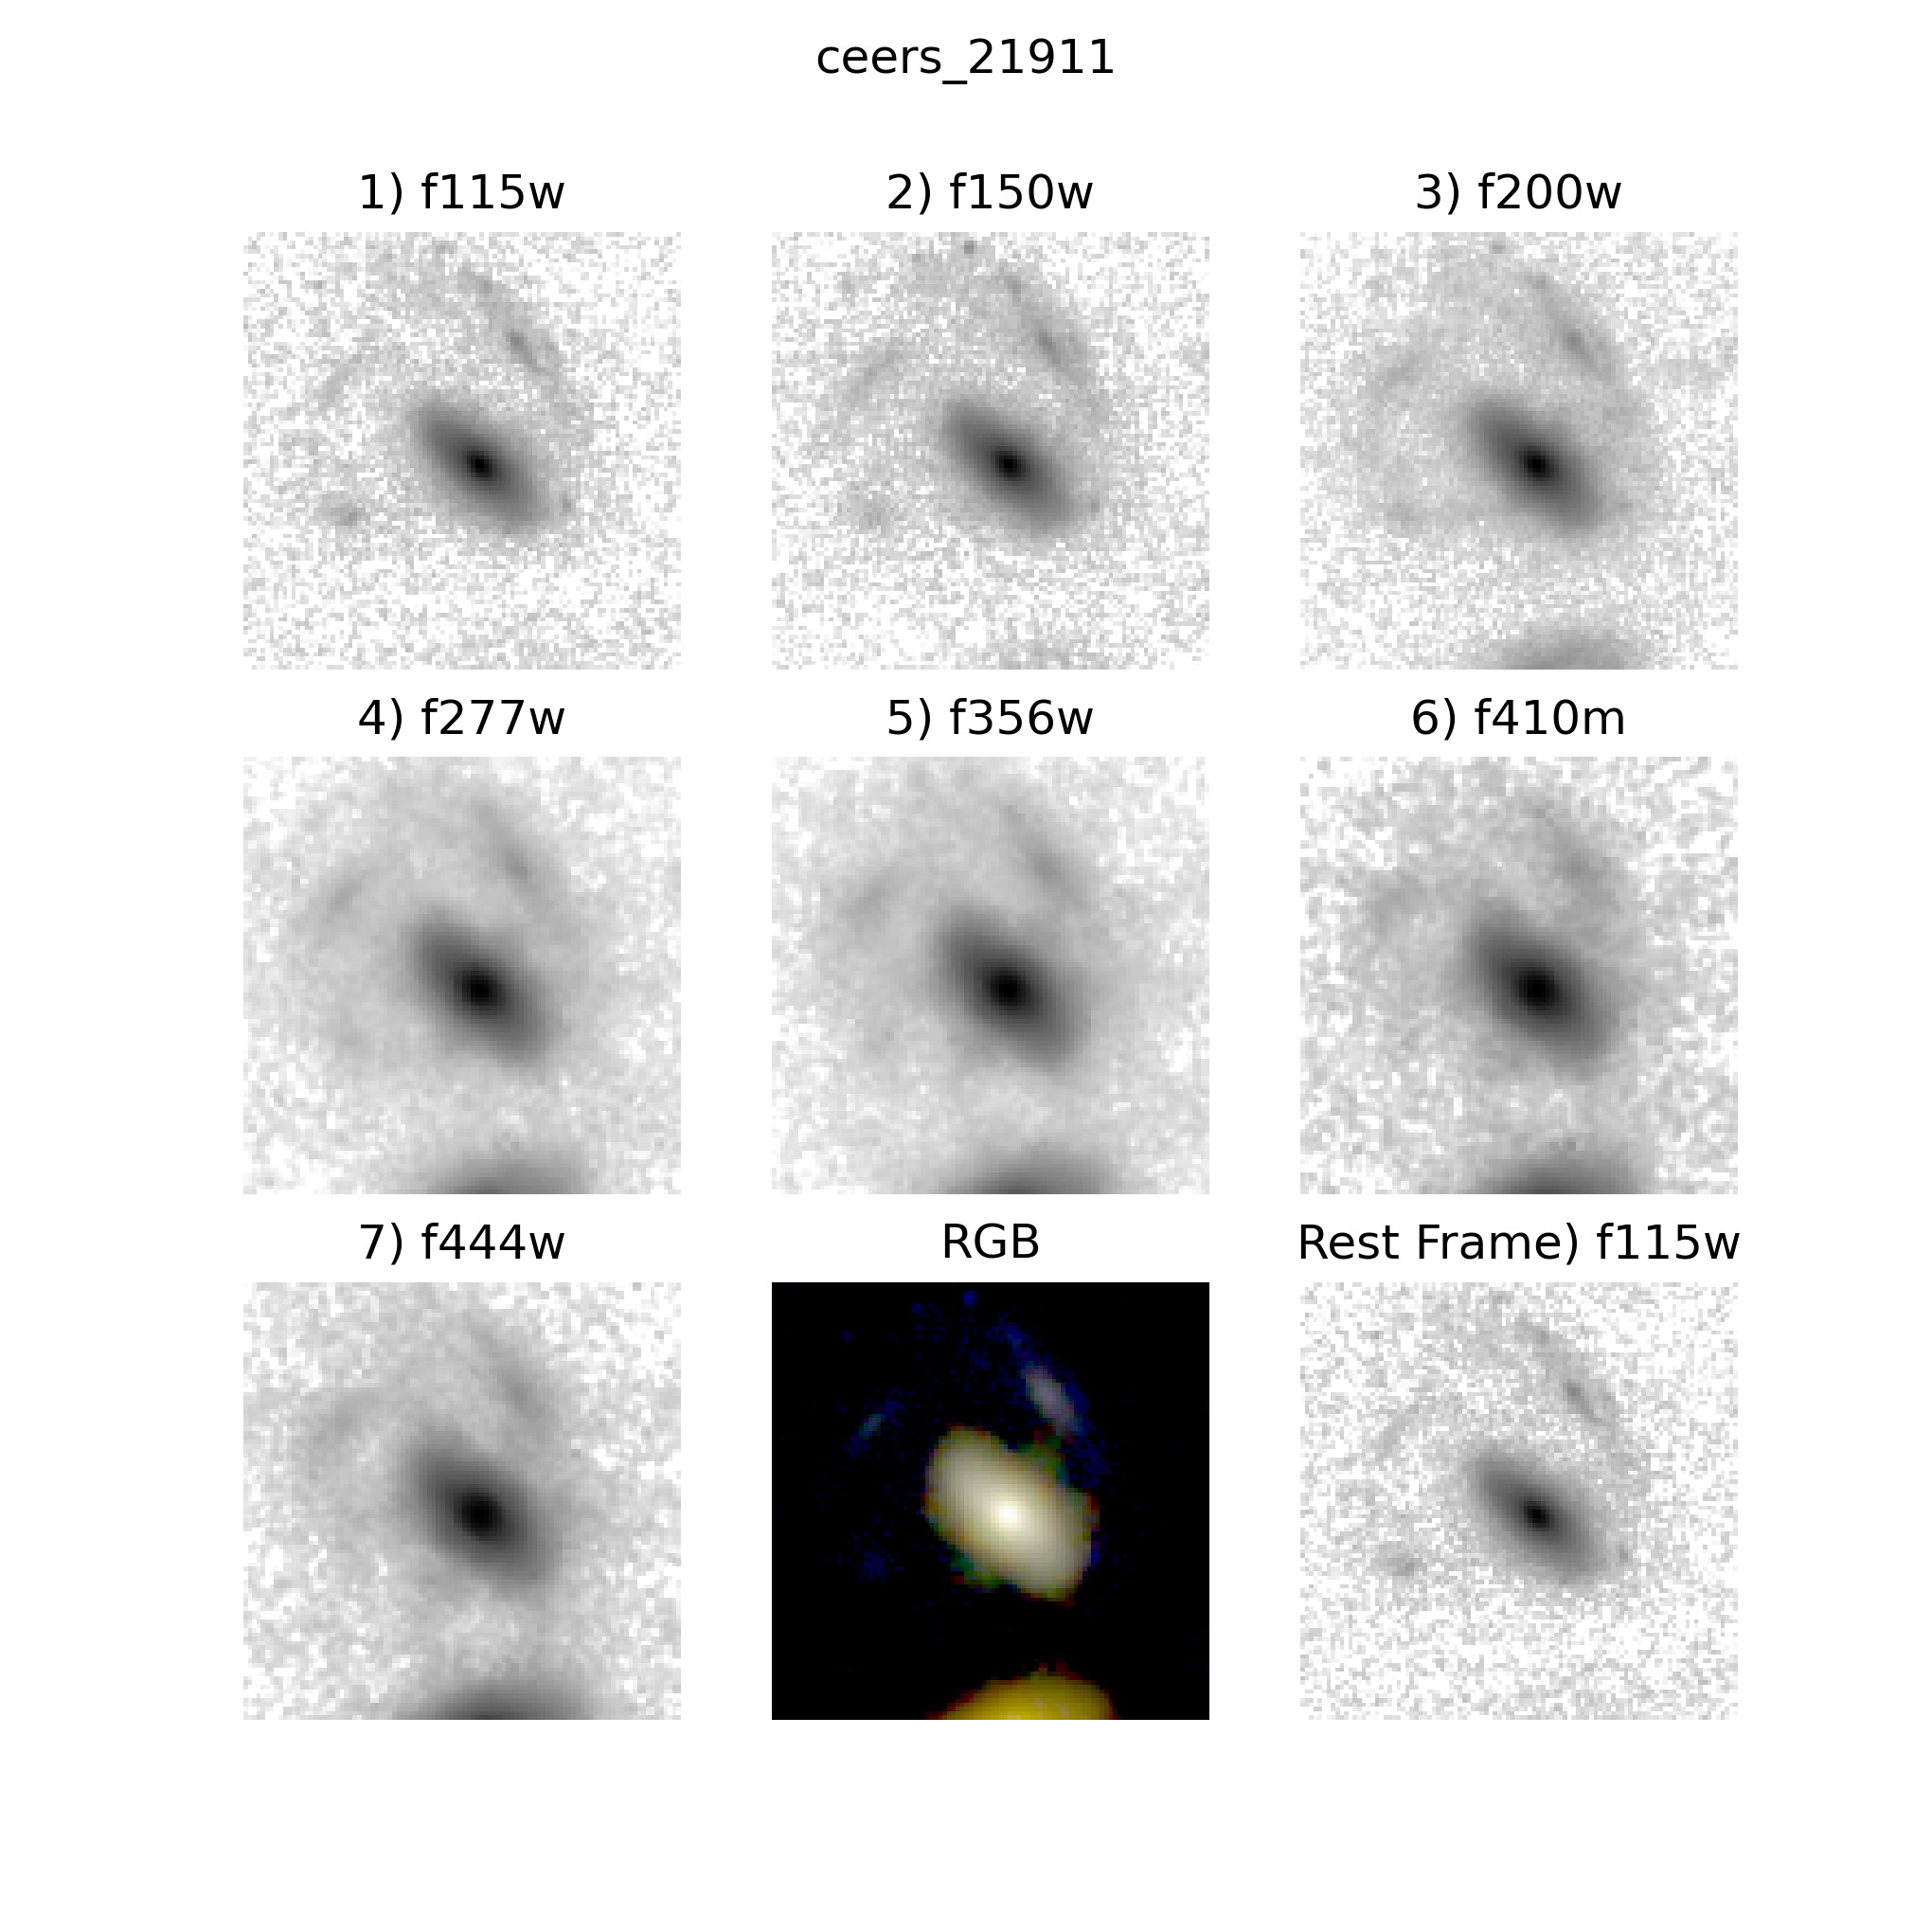 ceers_21911
1) f115w
2) f150w
3) f200w
4) f277w
5) f356w
6) f410m
7) f444w
RGB
Rest Frame) f115w